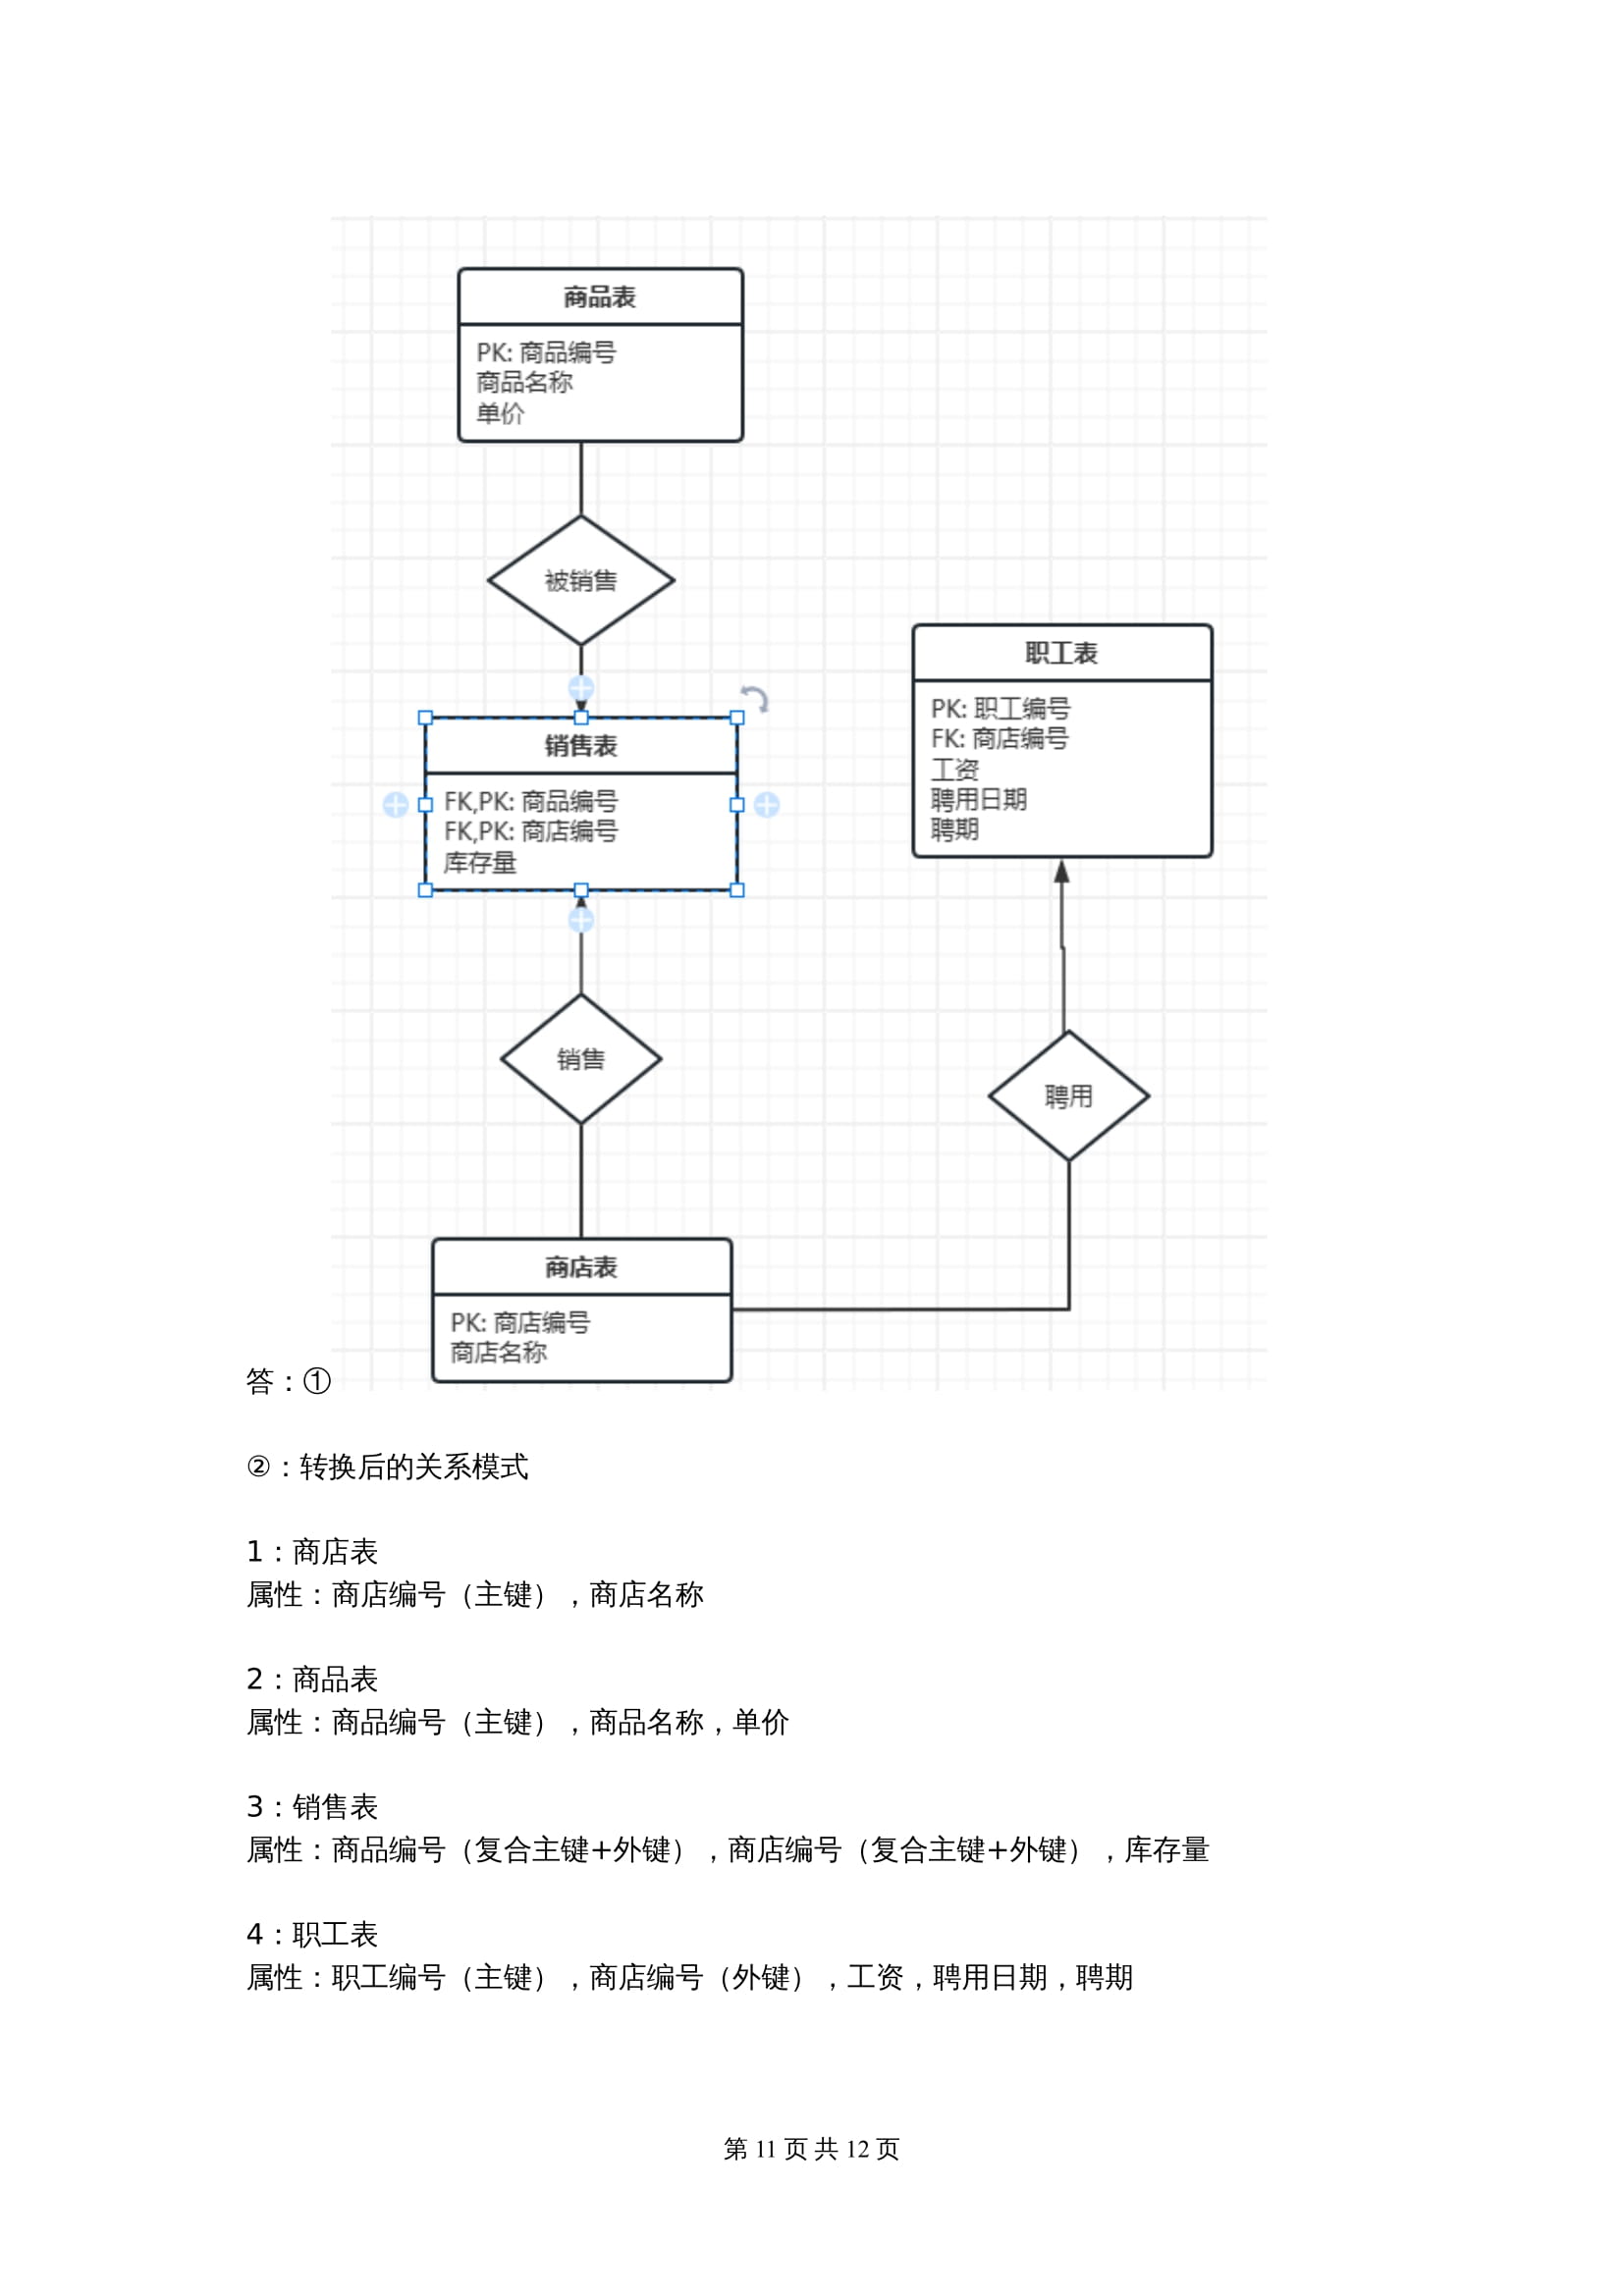 商品表
PK: 商品编号
商品名称
单价
被销售
职工表
PK: 职工编号
FK: 商店编号
工资
聘用日期
聘期
销售表
FK,PK: 商品编号
FK,PK: 商店编号
库存量
销售
聘用
商店表
PK: 商店编号
商店名称
答：①
②：转换后的关系模式
1：商店表
属性：商店编号（主键），商店名称
2：商品表
属性：商品编号（主键），商品名称，单价
3：销售表
属性：商品编号（复合主键+外键），商店编号（复合主键+外键），库存量
4：职工表
属性：职工编号（主键），商店编号（外键），工资，聘用日期，聘期
第 11 页 共 12 页